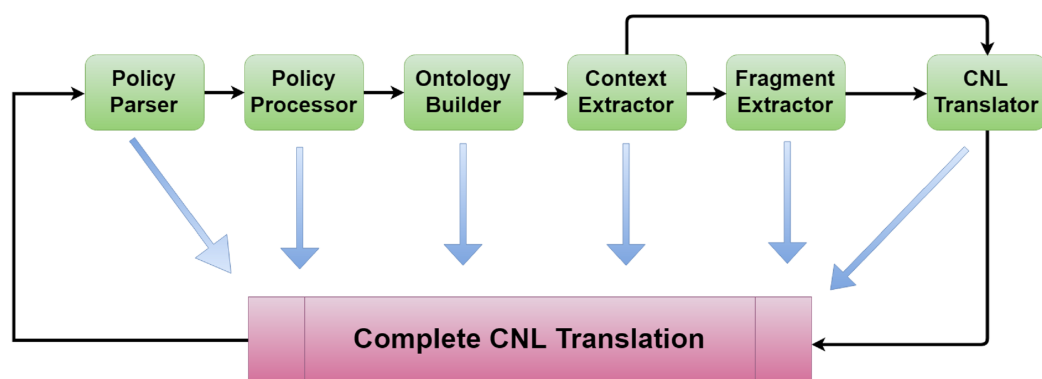 Policy
Parser
Policy
Processor
Ontology
Builder
Context
Extractor
Fragment
Extractor
CNL
Translator
Complete CNL Translation